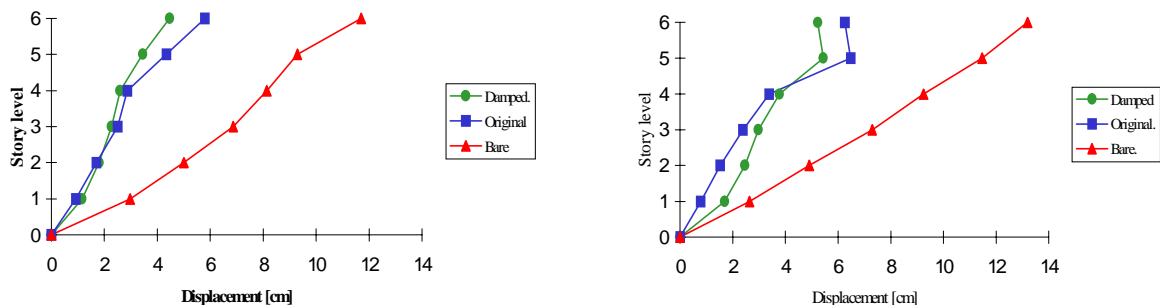 6
5
4
3
2
1
0
Story level
0 2 4 6 8 10 12 14
Displacement [cm]
Damped.
Original
Bare
6
5
4
3
2
1
0
Story level
0 2 4 6 8 10 12 14
Displacement [cm]
Damped
Original.
Bare.